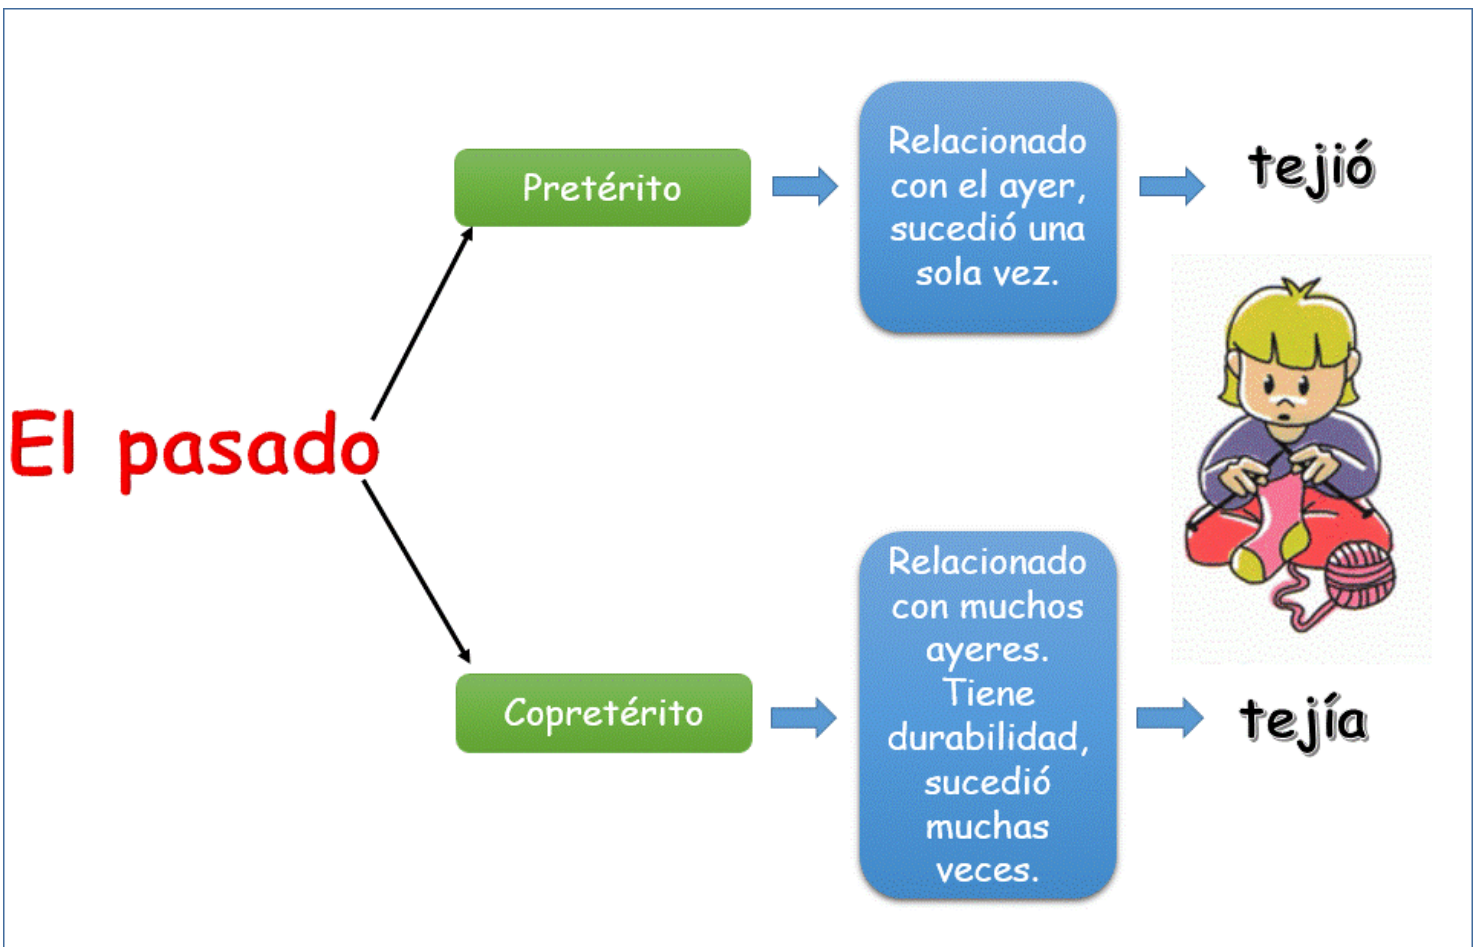 El pasado
Pretérito
Relacionado
con el ayer,
sucedió una
sola vez.
tejió
Copretérito
Relacionado
con muchos
ayeres.
Tiene
durabilidad,
sucedió
muchas
veces.
tejía